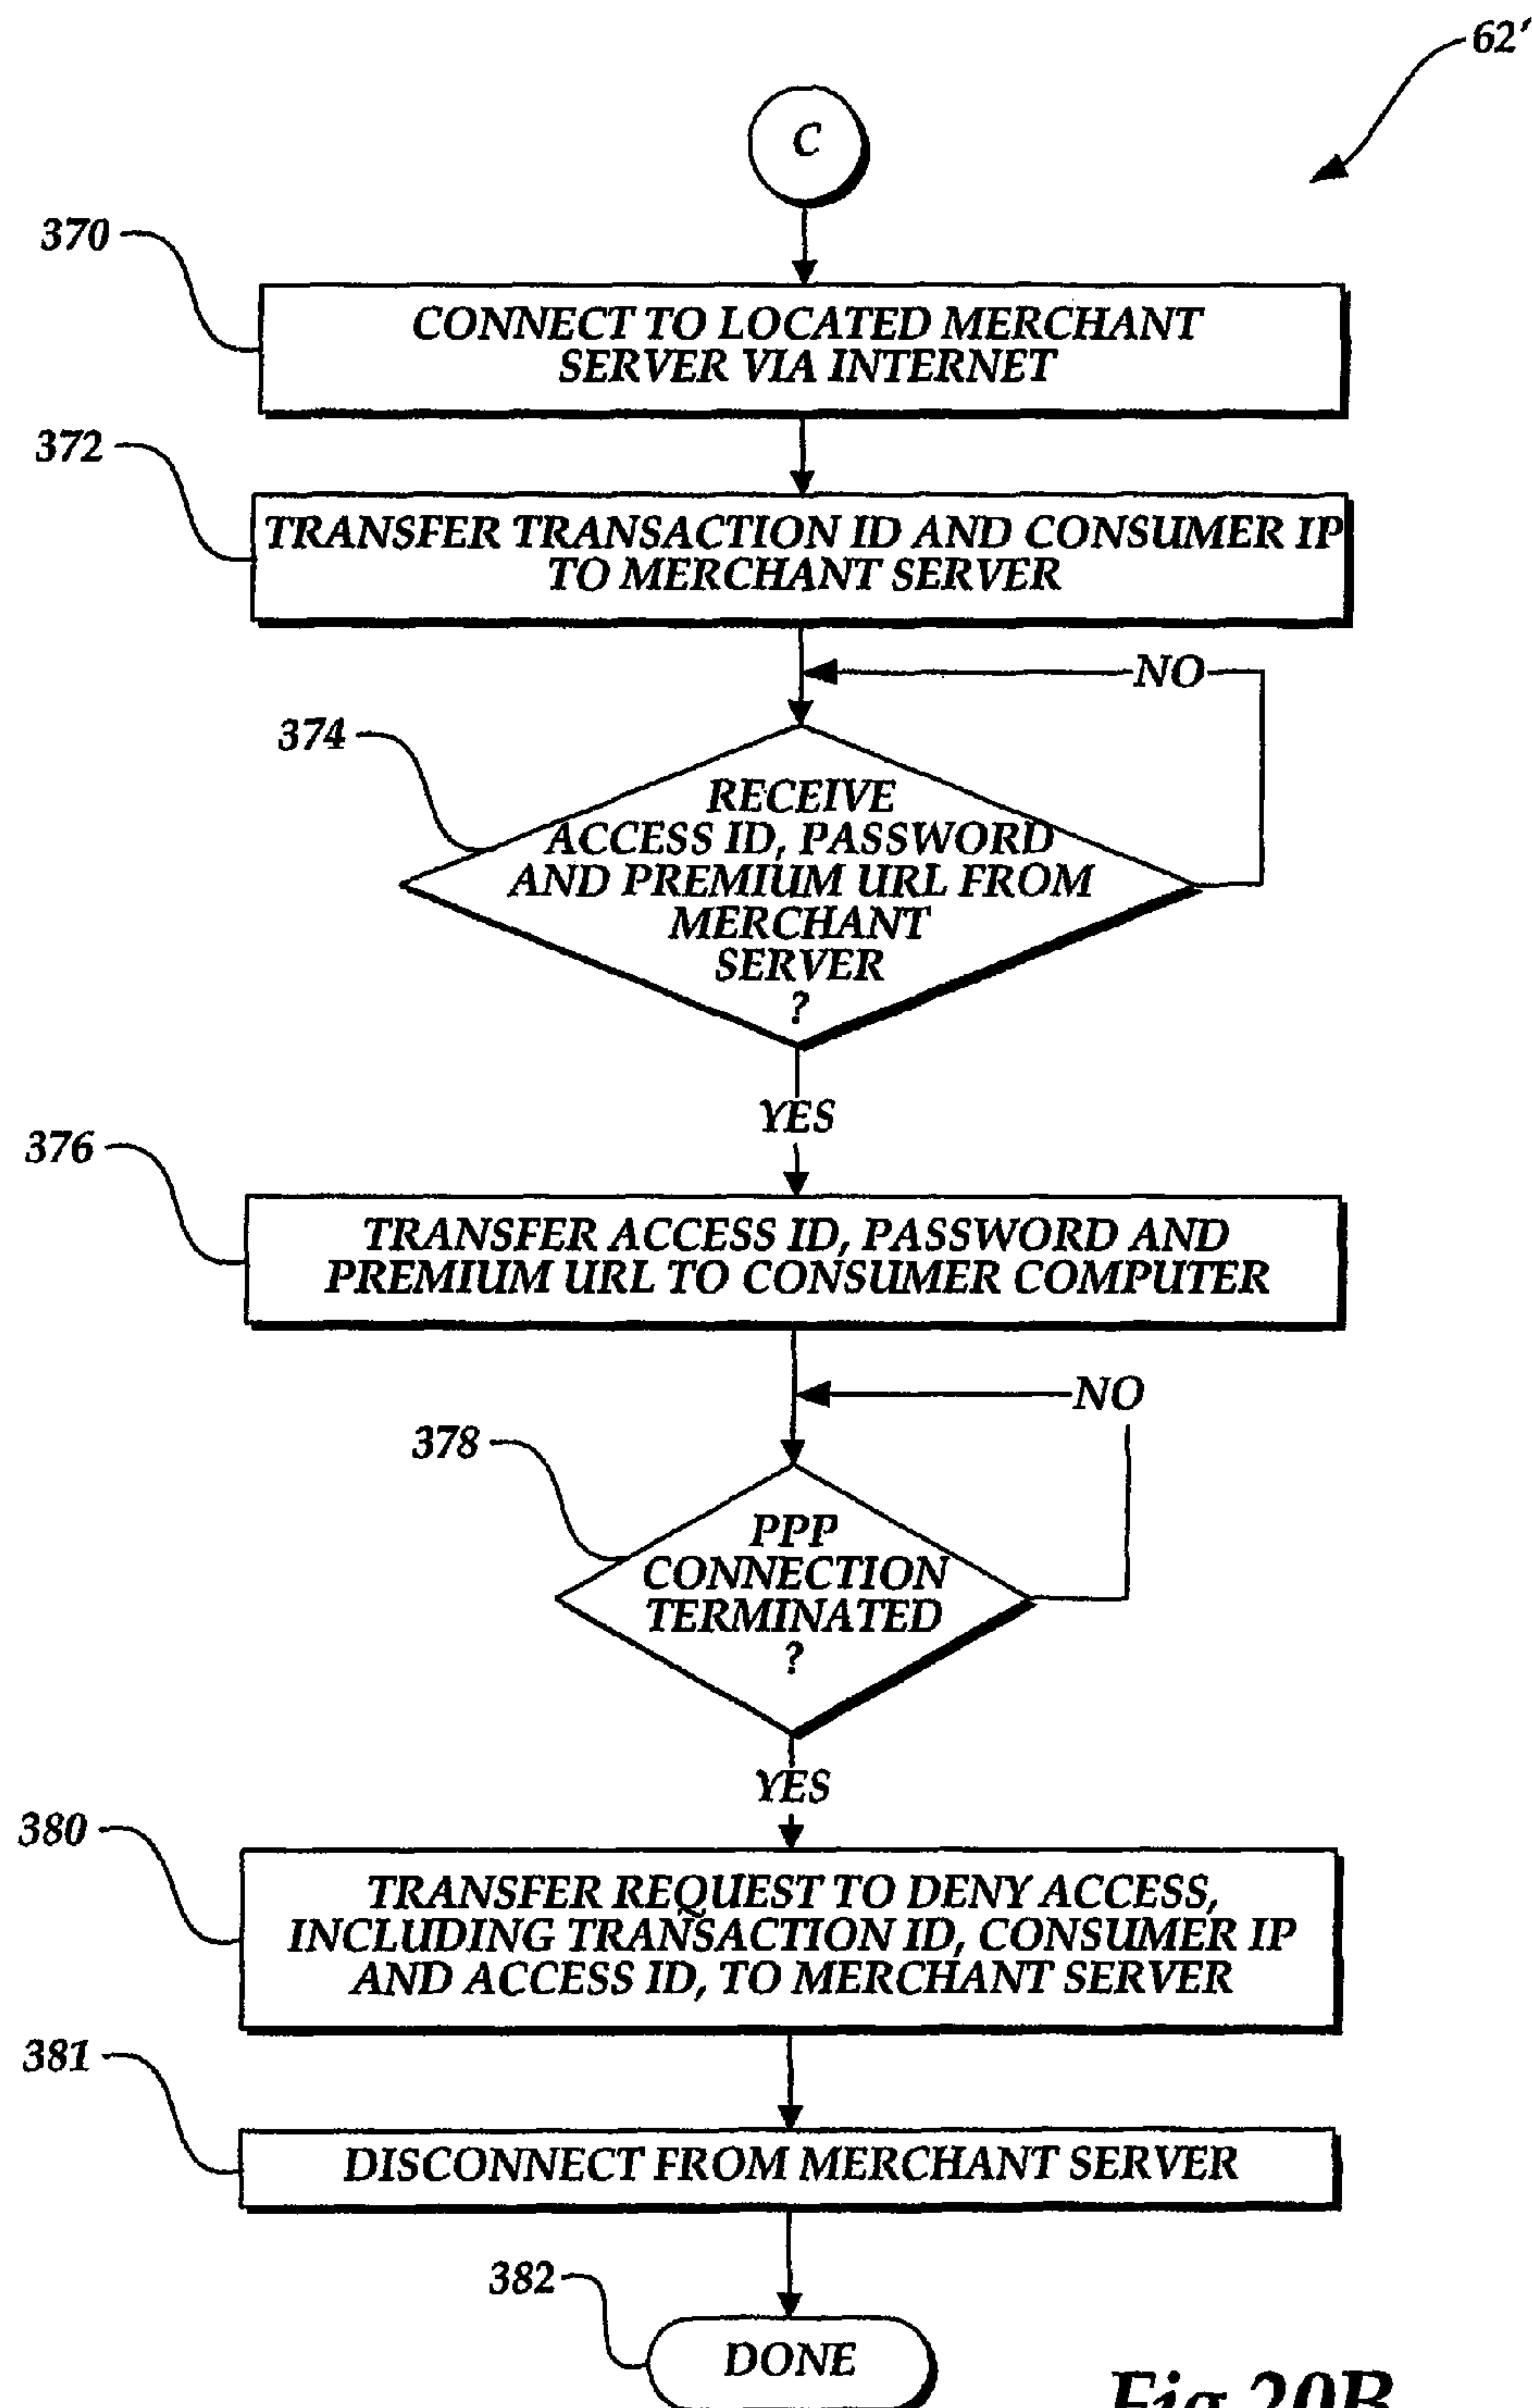 62'
C
370
CONNECT TO LOCATED MERCHANT
SERVER VIA INTERNET
372
TRANSFER TRANSACTION ID AND CONSUMER IP
TO MERCHANT SERVER
NO
374
RECEIVE
ACCESS ID, PASSWORD
AND PREMIUM URL FROM
MERCHANT
SERVER
?
YES
376
TRANSFER ACCESS ID, PASSWORD AND
PREMIUM URL TO CONSUMER COMPUTER
NO
378
PPP
CONNECTION
TERMINATED
?
YES
380
TRANSFER REQUEST TO DENY ACCESS,
INCLUDING TRANSACTION ID, CONSUMER IP
AND ACCESS ID, TO MERCHANT SERVER
381
DISCONNECT FROM MERCHANT SERVER
382
DONE
Fig. 20B